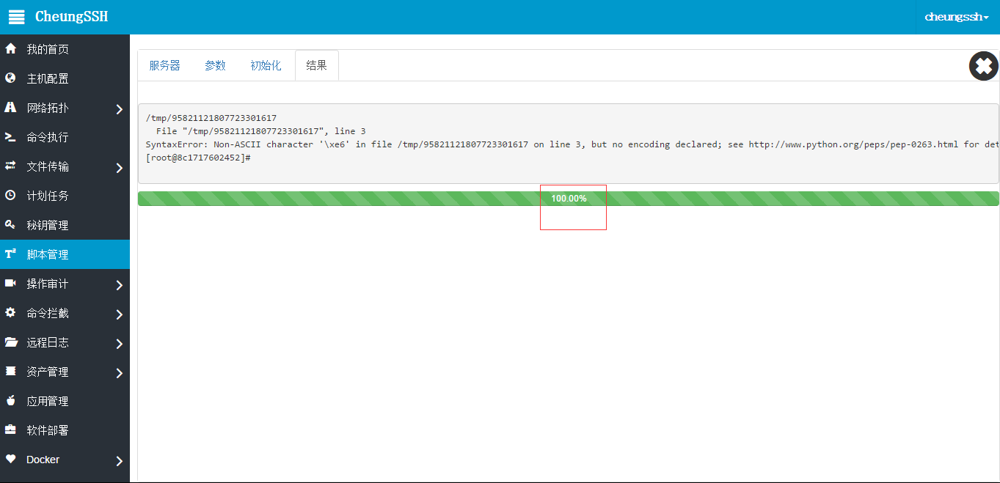 CheungSSH
cheungssh
我的首页
主机配置
网络拓扑
命令执行
文件传输
计划任务
秘钥管理
脚本管理
操作审计
命令拦截
远程日志
资产管理
应用管理
软件部署
Docker
服务器 参数 初始化 结果
/tmp/95821121807723301617
File "/tmp/95821121807723301617", line 3
SyntaxError: Non-ASCII character '\xe6' in file /tmp/95821121807723301617 on line 3, but no encoding declared; see http://www.python.org/peps/pep-0263.html for det
[root@8c1717602452]#
100.00%